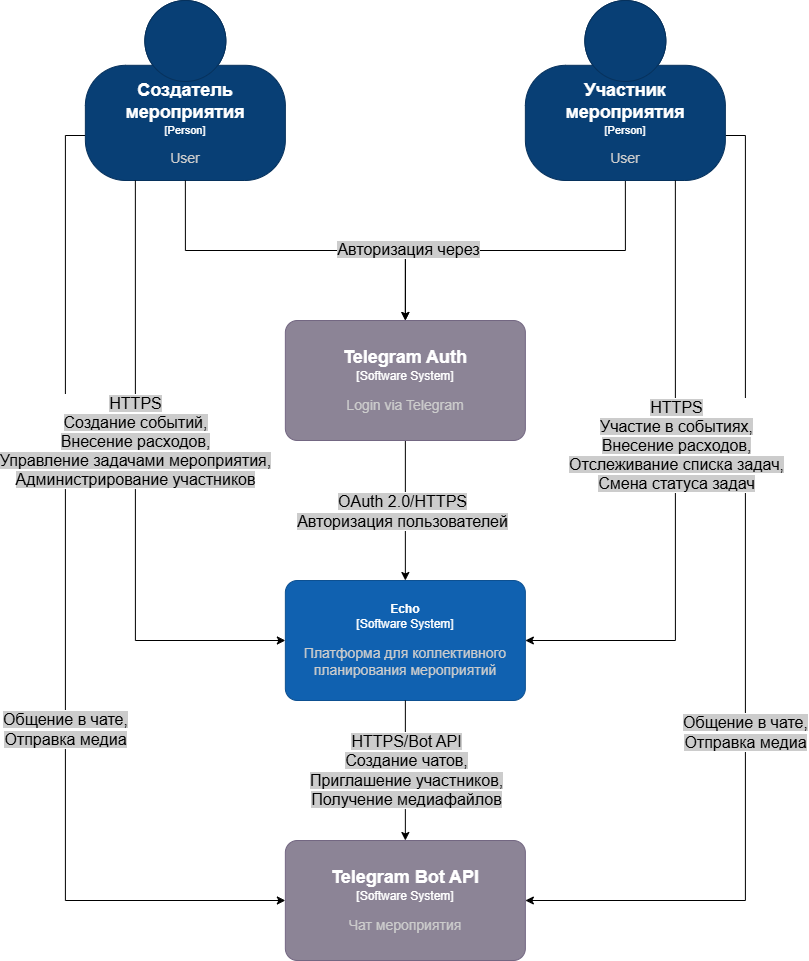 Создатель
мероприятия
[Person]
User
Участник
мероприятия
[Person]
User
Авторизация через
Telegram Auth
[Software System]
Login via Telegram
HTTPS
Создание событий,
Внесение расходов,
Управление задачами мероприятия,
Администрирование участников
HTTPS
Участие в событиях,
Внесение расходов,
Отслеживание списка задач,
Смена статуса задач
OAuth 2.0/HTTPS
Авторизация пользователей
Echo
[Software System]
Платформа для коллективного
планирования мероприятий
Общение в чате,
Отправка медиа
HTTPS/Bot API
Создание чатов,
Приглашение участников,
Получение медиафайлов
Общение в чате,
Отправка медиа
Telegram Bot API
[Software System]
Чат мероприятия